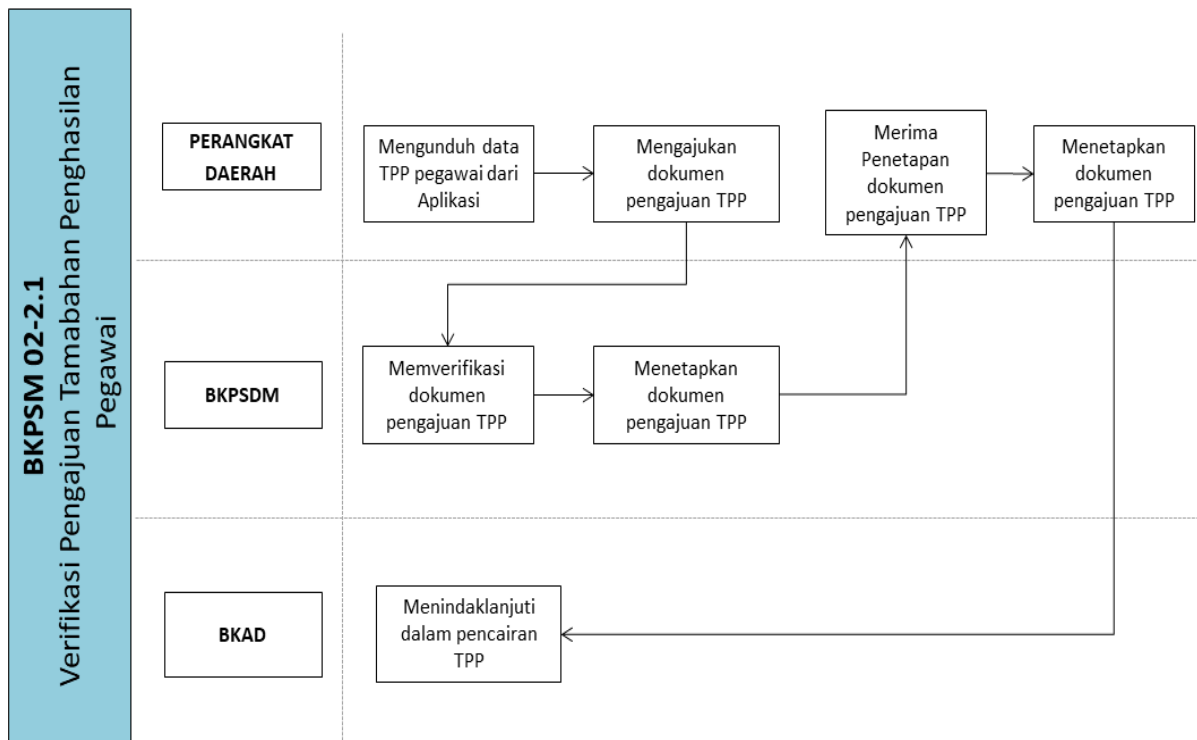 BKPSM 02-2.1
Verifikasi Pengajuan Tamabahan Penghasilan
Pegawai
PERANGKAT
DAERAH
Mengunduh data
TPP pegawai dari
Aplikasi
Mengajukan
dokumen
pengajuan TPP
Merima
Penetapan
dokumen
pengajuan TPP
Menetapkan
dokumen
pengajuan TPP
BKPSDM
Memverifikasi
dokumen
pengajuan TPP
Menetapkan
dokumen
pengajuan TPP
BKAD
Menindaklanjuti
dalam pencairan
TPP